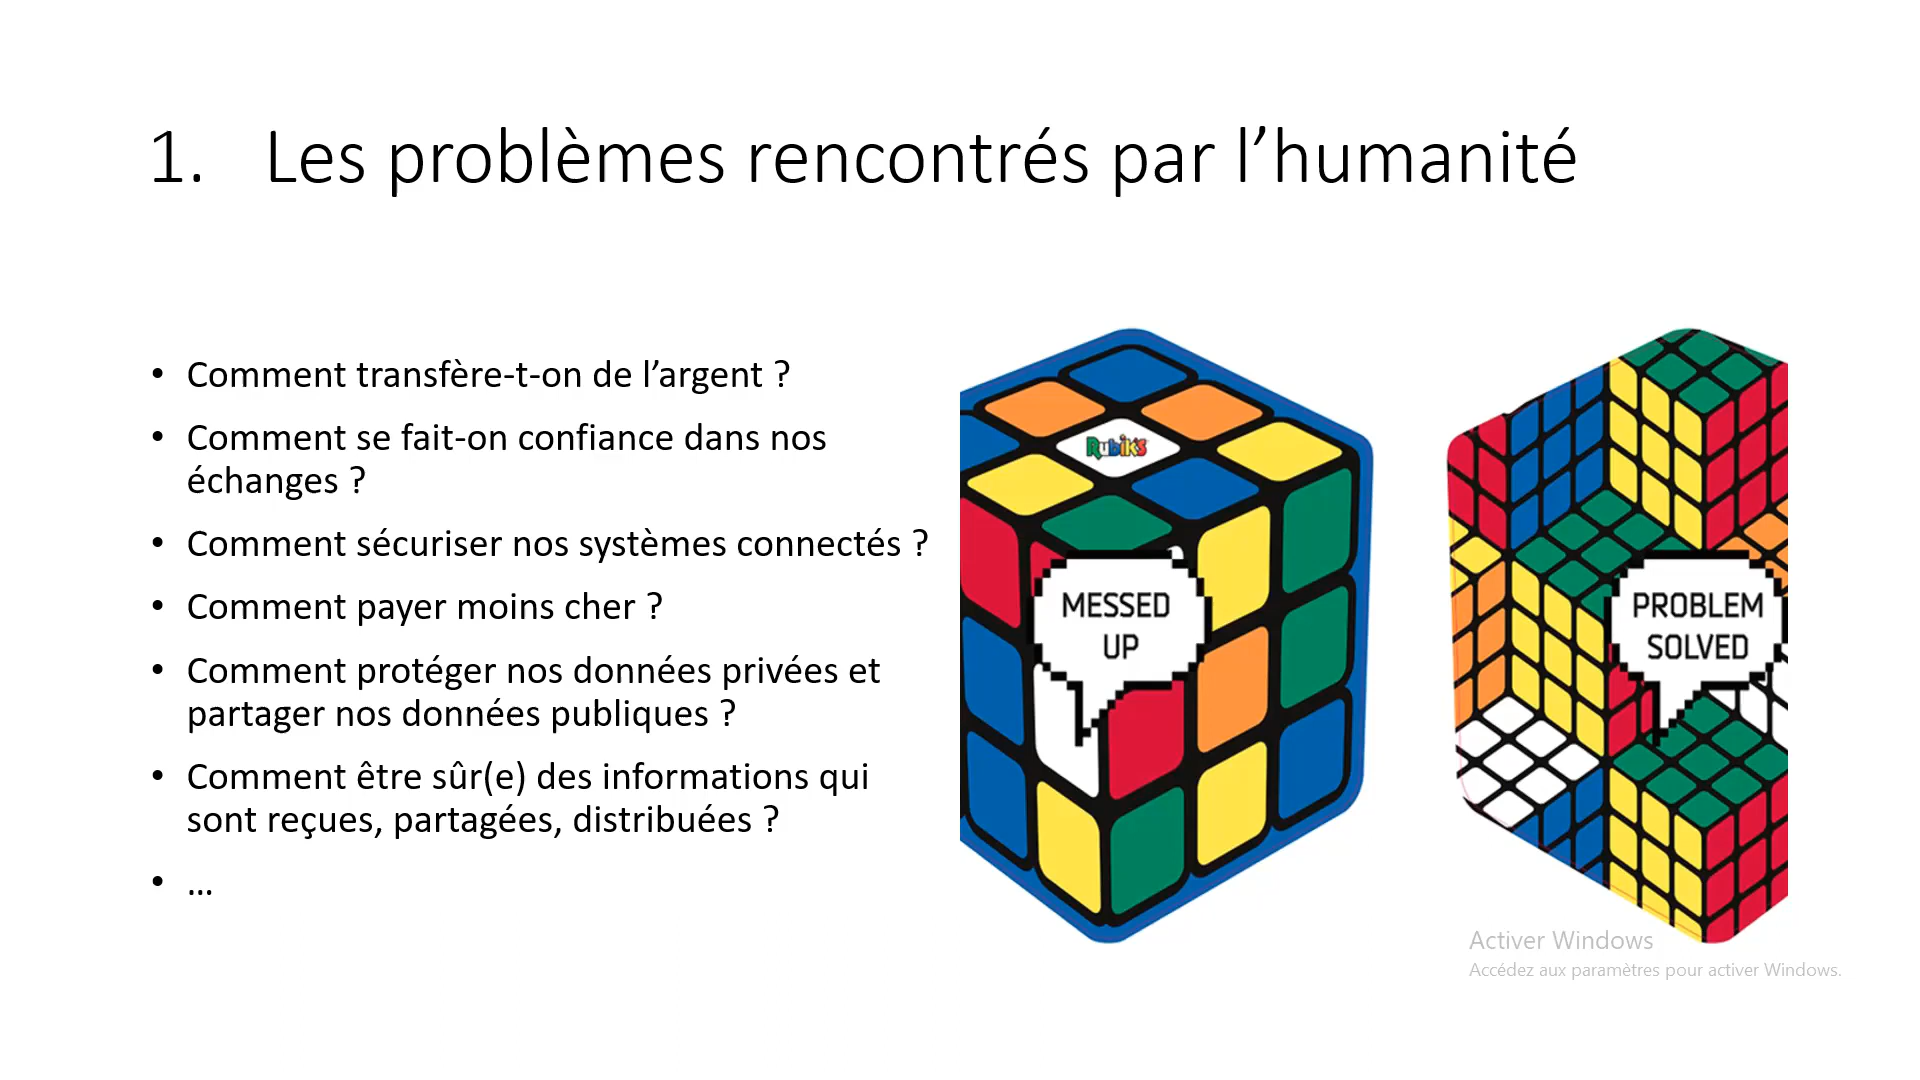 1. Les problèmes rencontrés par l’humanité
• Comment transfère-t-on de l’argent ?
• Comment se fait-on confiance dans nos
échanges ?
• Comment sécuriser nos systèmes connectés ?
• Comment payer moins cher ?
• Comment protéger nos données privées et
partager nos données publiques ?
• Comment être sûr(e) des informations qui
sont reçues, partagées, distribuées ?
• ...
Rubik's
MESSED
UP
PROBLEM
SOLVED
Activer Windows
Accédez aux paramètres pour activer Windows.